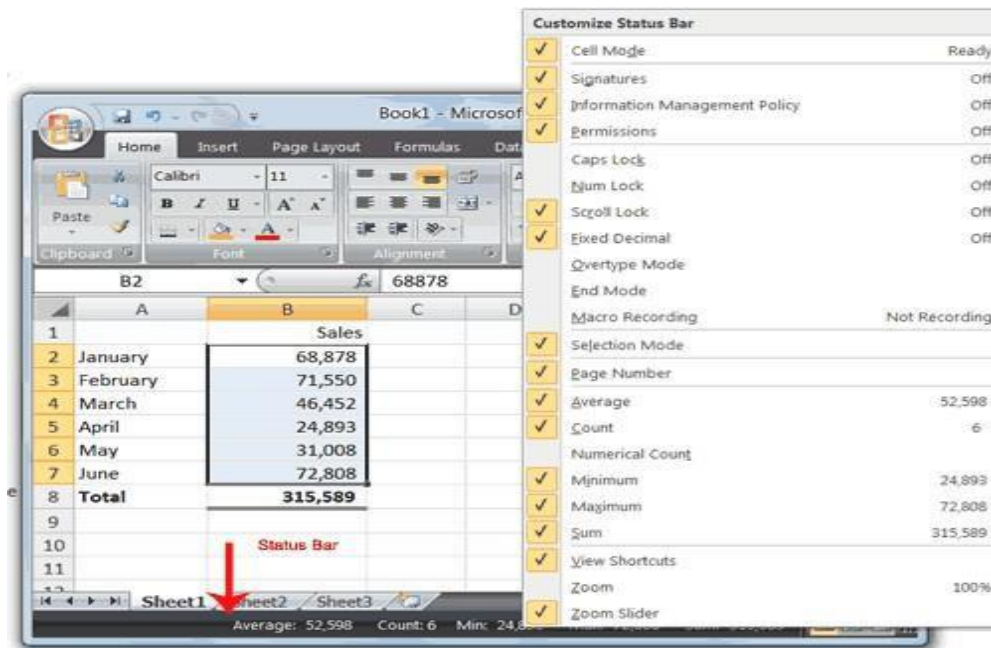 Customize Status Bar
Cell Mode Ready
Signatures Off
Information Management Policy Off
Permissions Off
Caps Lock Off
Num Lock Off
Scroll Lock Off
Fixed Decimal Off
Overtype Mode
End Mode
Macro Recording Not Recording
Selection Mode
Page Number
Average 52,598
Count 6
Numerical Count
Minimum 24,893
Maximum 72,808
Sum 315,589
View Shortcuts
Zoom 100%
Zoom Slider
Book1 - Microsof
Home Insert Page Layout Formulas Dat
Calibri 11
B I U A A
Paste A
Clipboard Font Alignment
B2 fx 68878
A B C D
1 Sales
2 January 68,878
3 February 71,550
4 March 46,452
5 April 24,893
6 May 31,008
7 June 72,808
e
8 Total 315,589
9
10 Status Bar
11
Sheet1 Sheet2 Sheet3
Average: 52,598 Count: 6 Min: 24,8